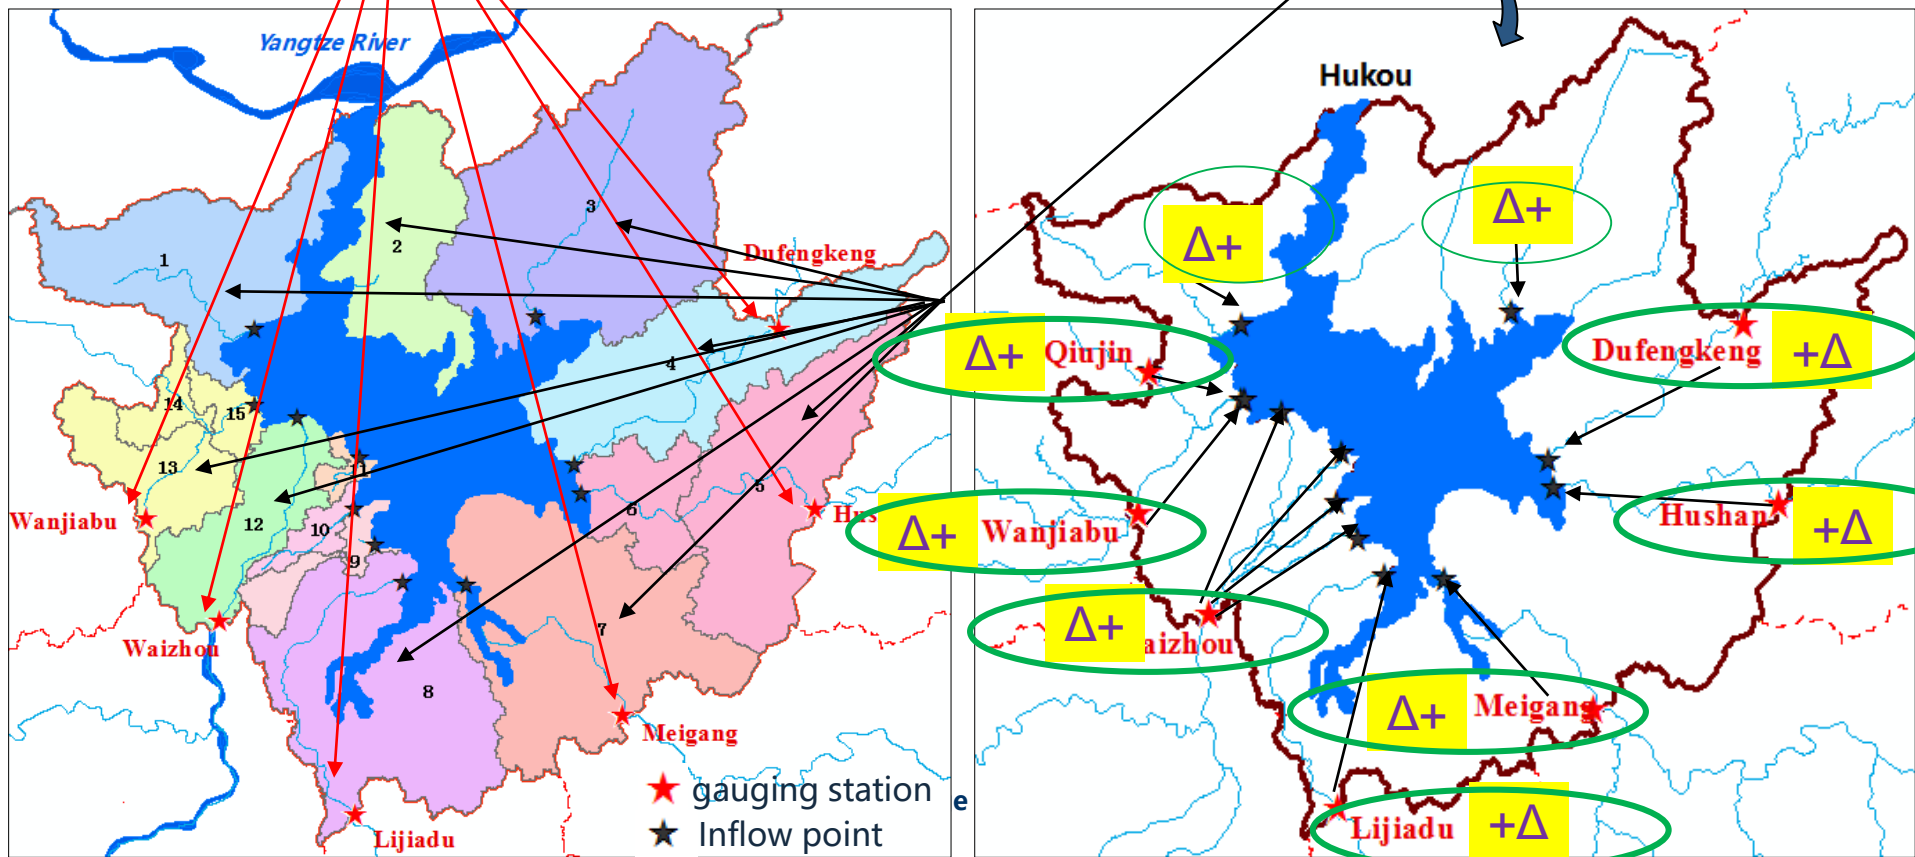 Yangtze River
1
2
3
Dufengkeng
4
14
15
13
11
5
6
Wanjiabu
12
10
Hus
9
7
Waizhou
8
Meigang
Lijiadu
gauging station
Inflow point
e
Hukou
Δ+
Δ+
Δ+ Qiujin
Dufengkeng +Δ
Δ+ Wanjiabu
Hushan +Δ
Δ+ aizhou
Δ+ Meigang
Lijiadu +Δ